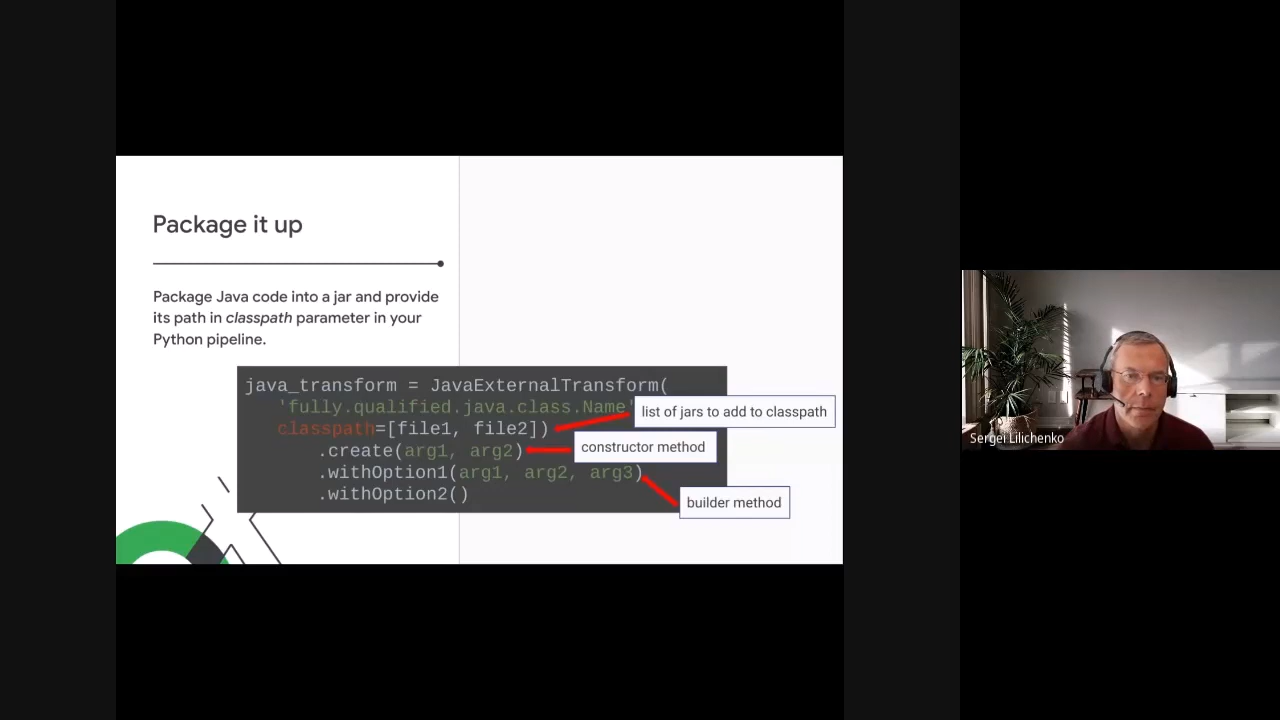 Package it up
Package Java code into a jar and provide
its path in classpath parameter in your
Python pipeline.
java_transform = JavaExternalTransform(
'fully.qualified.java.class.Name'
list of jars to add to classpath
classpath=[file1, file2])
constructor method
.create(arg1, arg2)
.withOption1(arg1, arg2, arg3)
.withOption2()
builder method
Sergei Lilichenko